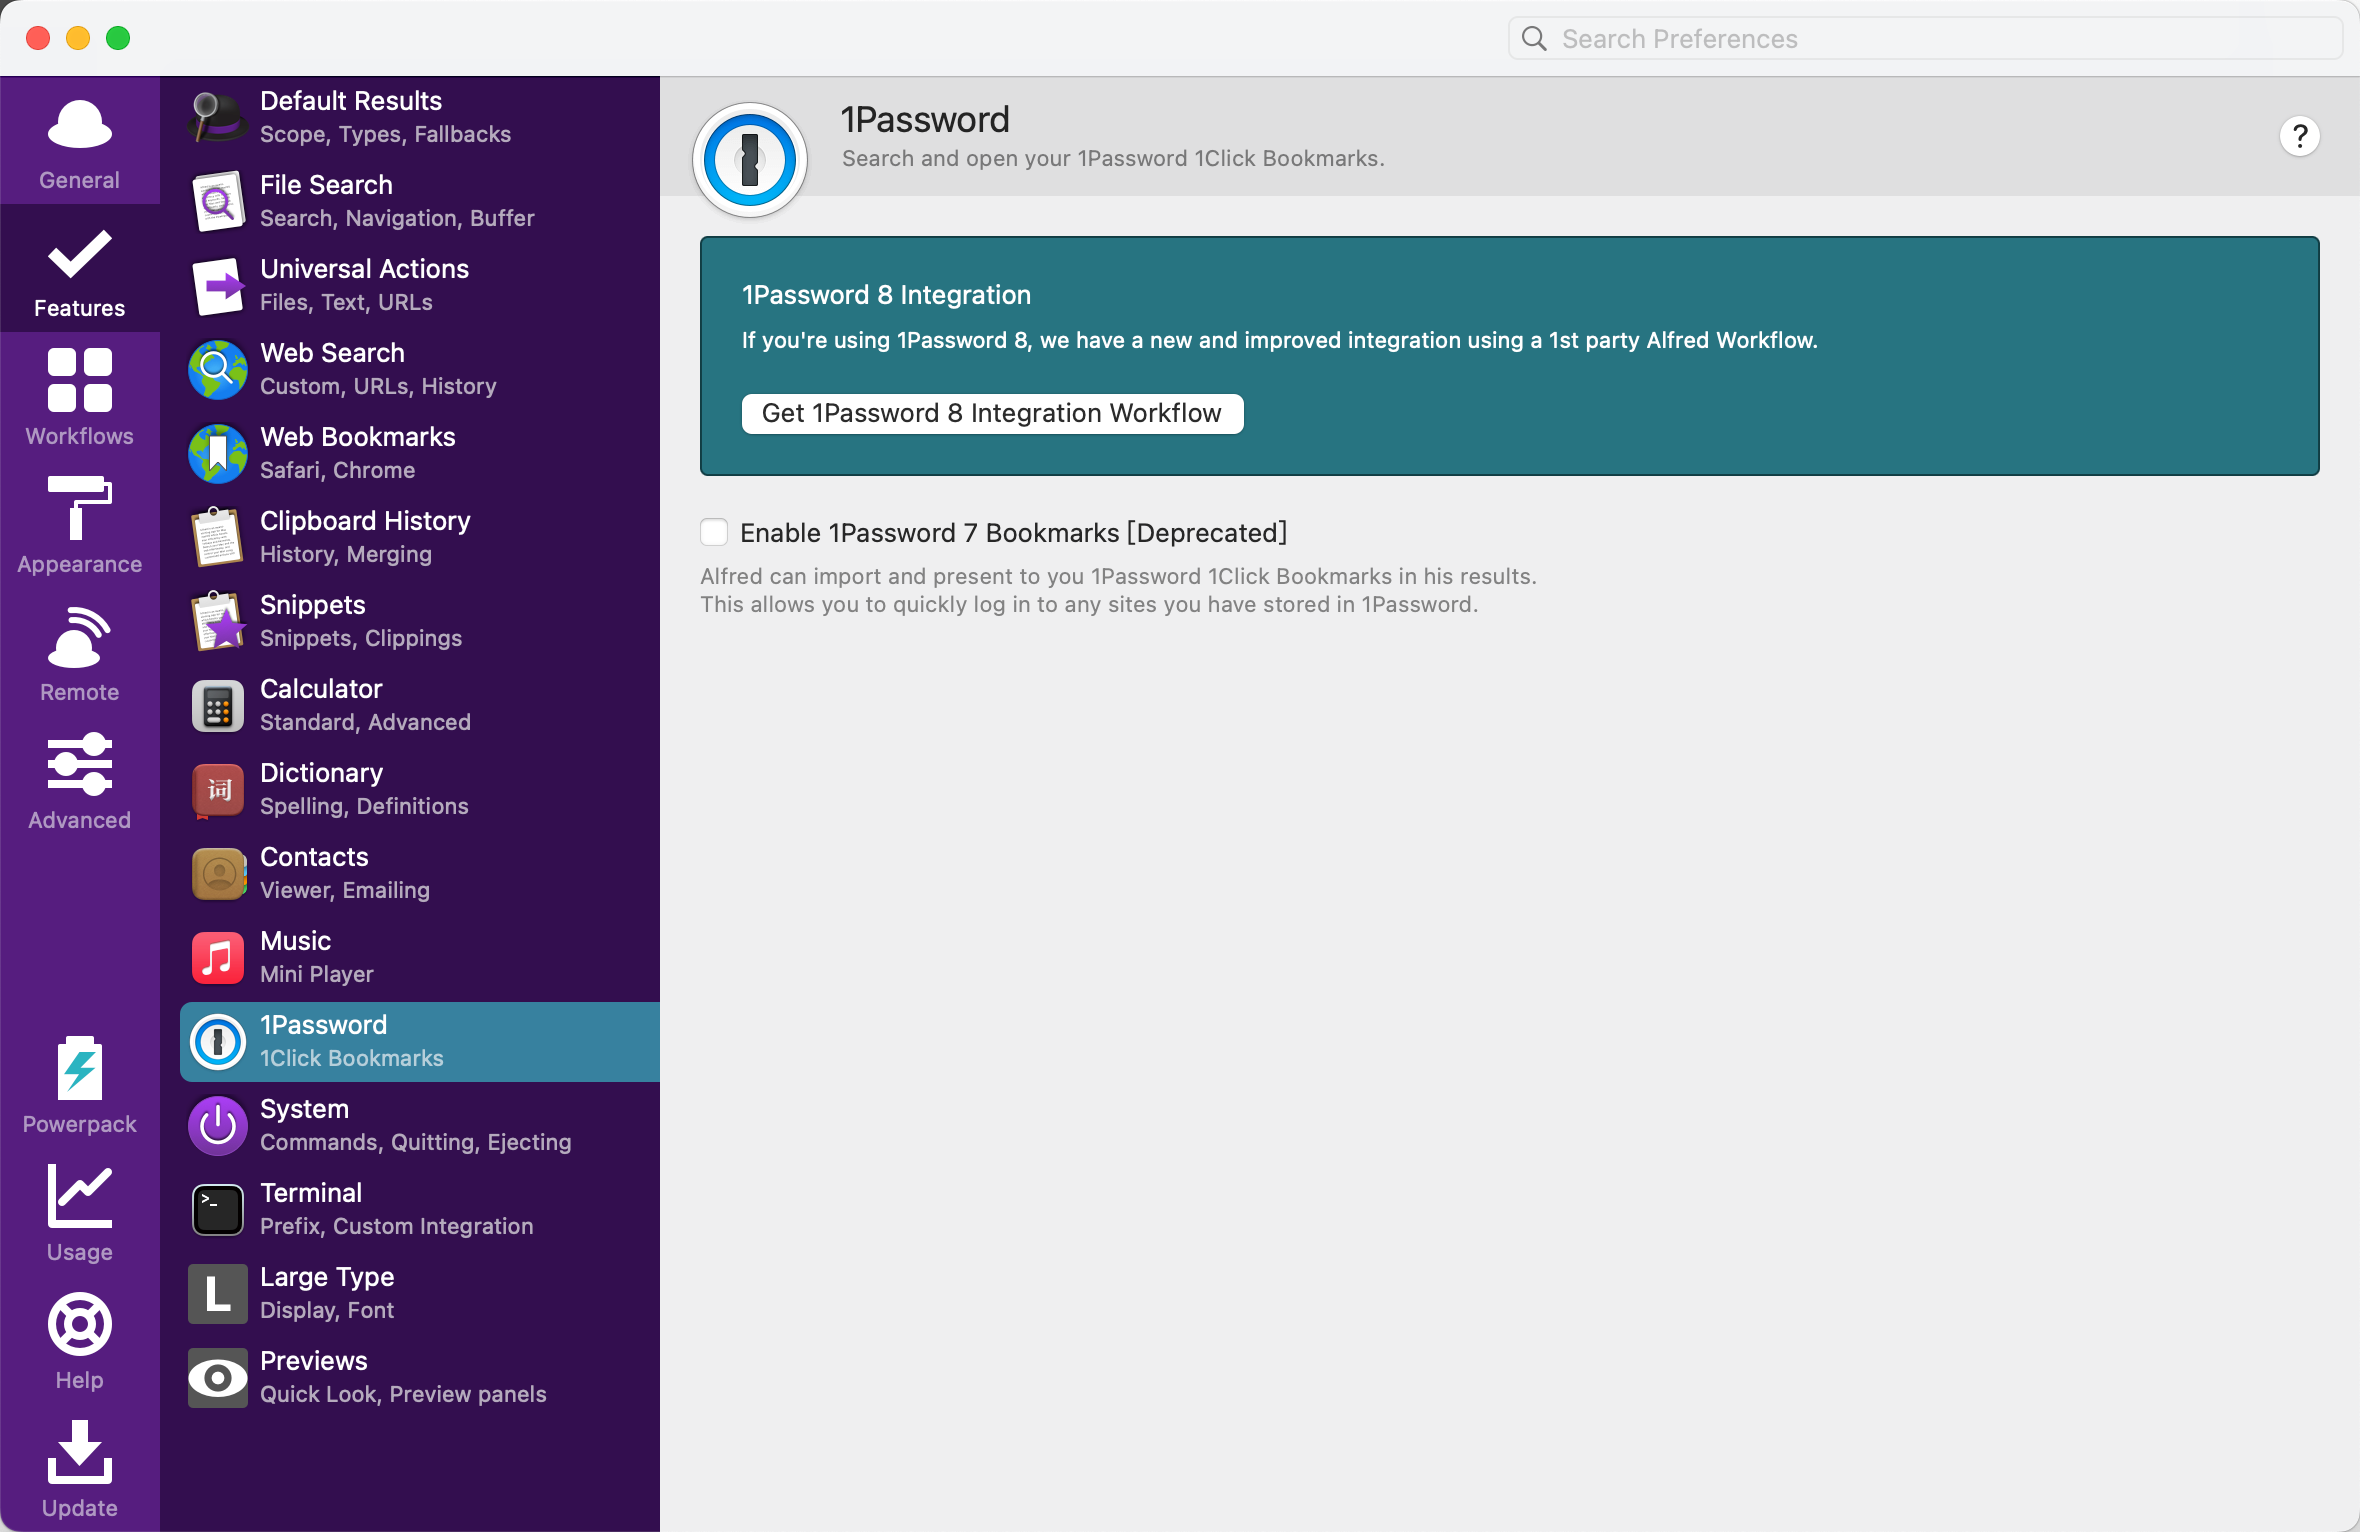 Search Preferences
General
Features
Workflows
Appearance
Remote
Advanced
Powerpack
Usage
Help
Update
Default Results
Scope, Types, Fallbacks
File Search
Search, Navigation, Buffer
Universal Actions
Files, Text, URLs
Web Search
Custom, URLs, History
Web Bookmarks
Safari, Chrome
Clipboard History
History, Merging
Snippets
Snippets, Clippings
Calculator
Standard, Advanced
词
Dictionary
Spelling, Definitions
Contacts
Viewer, Emailing
Music
Mini Player
1Password
1Click Bookmarks
System
Commands, Quitting, Ejecting
>_
Terminal
Prefix, Custom Integration
L
Large Type
Display, Font
Previews
Quick Look, Preview panels
1Password
Search and open your 1Password 1Click Bookmarks.
?
1Password 8 Integration
If you're using 1Password 8, we have a new and improved integration using a 1st party Alfred Workflow.
Get 1Password 8 Integration Workflow
Enable 1Password 7 Bookmarks [Deprecated]
Alfred can import and present to you 1Password 1Click Bookmarks in his results.
This allows you to quickly log in to any sites you have stored in 1Password.